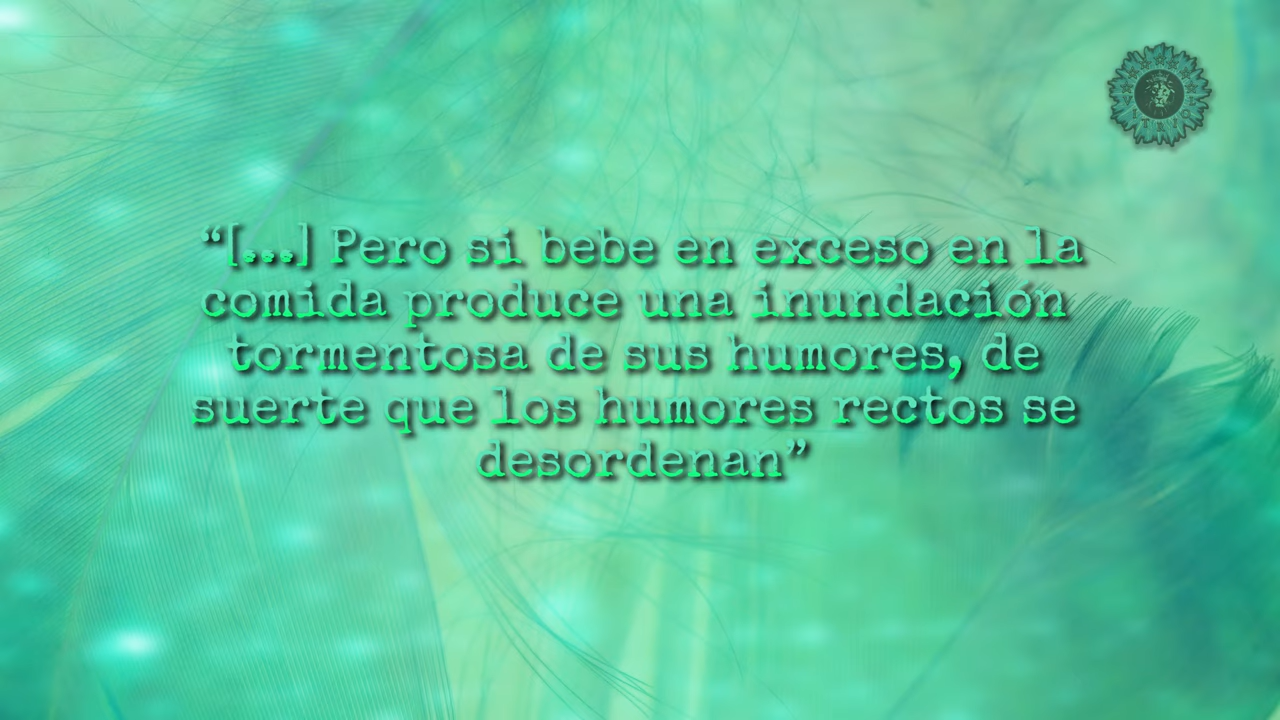 “[...] Pero si bebe en exceso en la
comida produce una inundación
tormentosa de sus humores, de
suerte que los humores rectos se
desordenan”